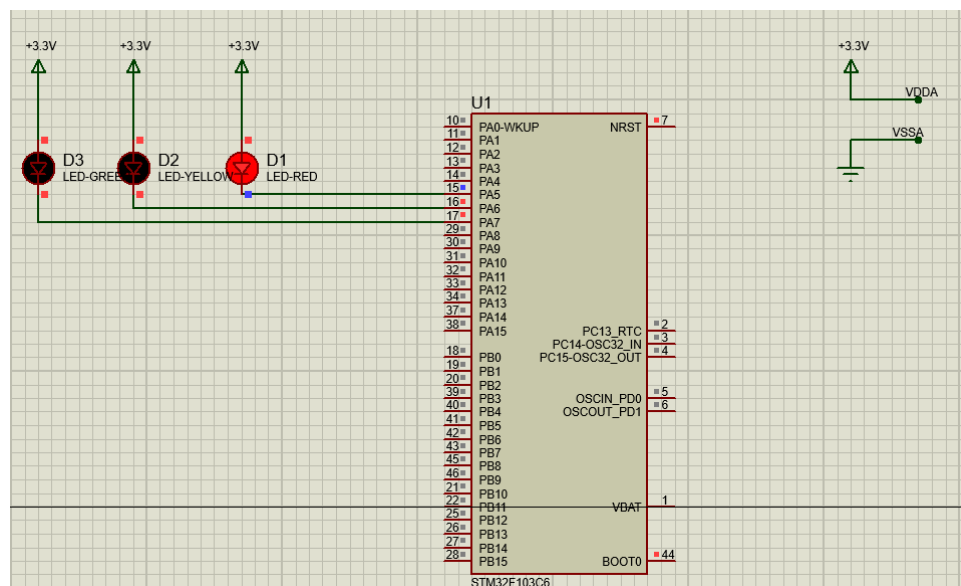 +3.3V
+3.3V
+3.3V
+3.3V
VDDA
VSSA
D3
LED-GREE
D2
LED-YELLOW
D1
LED-RED
U1
10 PA0-WKUP
11 PA1
12 PA2
13 PA3
14 PA4
15 PA5
16 PA6
17 PA7
29 PA8
30 PA9
31 PA10
32 PA11
33 PA12
34 PA13
37 PA14
38 PA15
18 PB0
19 PB1
20 PB2
39 PB3
40 PB4
41 PB5
42 PB6
43 PB7
45 PB8
46 PB9
21 PB10
22 PB11
25 PB12
26 PB13
27 PB14
28 PB15
NRST 7
PC13_RTC 2
PC14-OSC32_IN 3
PC15-OSC32_OUT 4
OSCIN_PD0 5
OSCOUT_PD1 6
VBAT 1
BOOT0 44
STM32F103C6